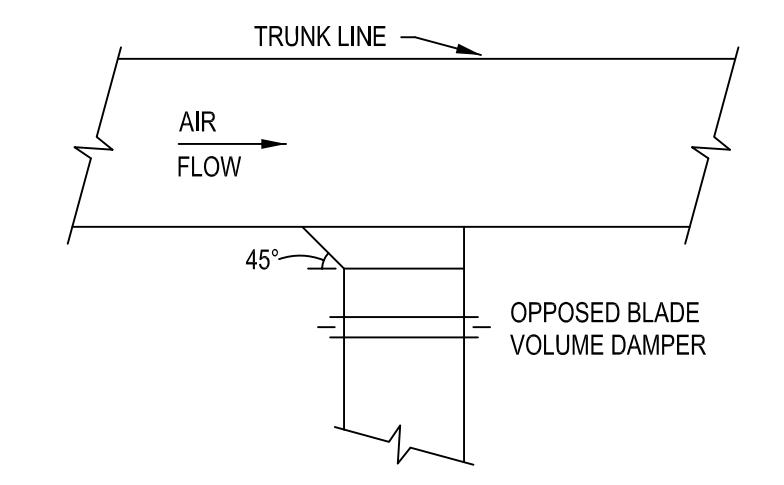 TRUNK LINE
AIR
FLOW
45°
OPPOSED BLADE
VOLUME DAMPER